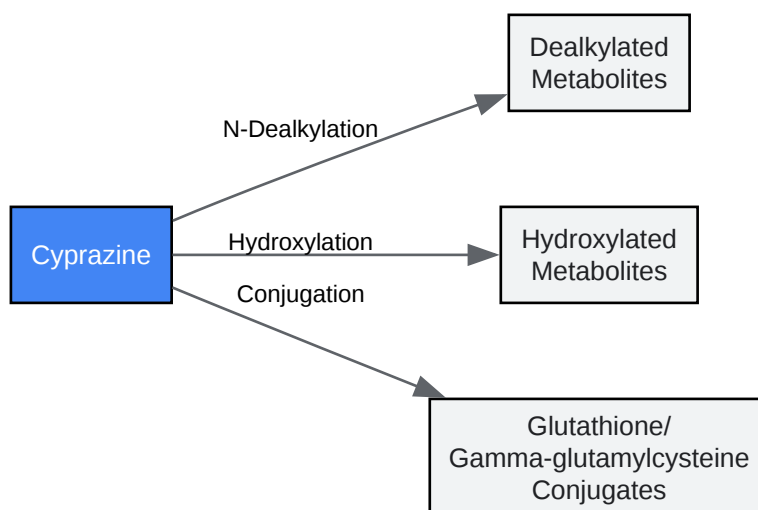 Dealkylated
Metabolites
N-Dealkylation
Cyprazine
Hydroxylation
Hydroxylated
Metabolites
Conjugation
Glutathione/
Gamma-glutamylcysteine
Conjugates